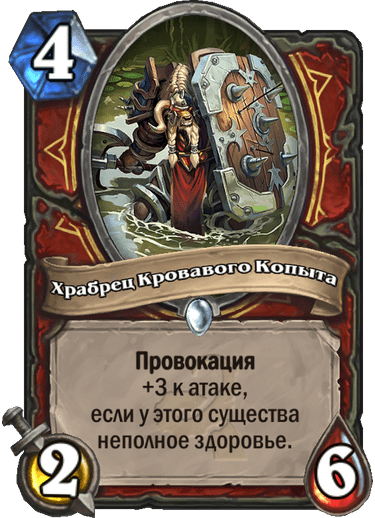 4
Храбрец Кровавого Копыта
Провокация
+3 к атаке,
если у этого существа
неполное здоровье.
2
6